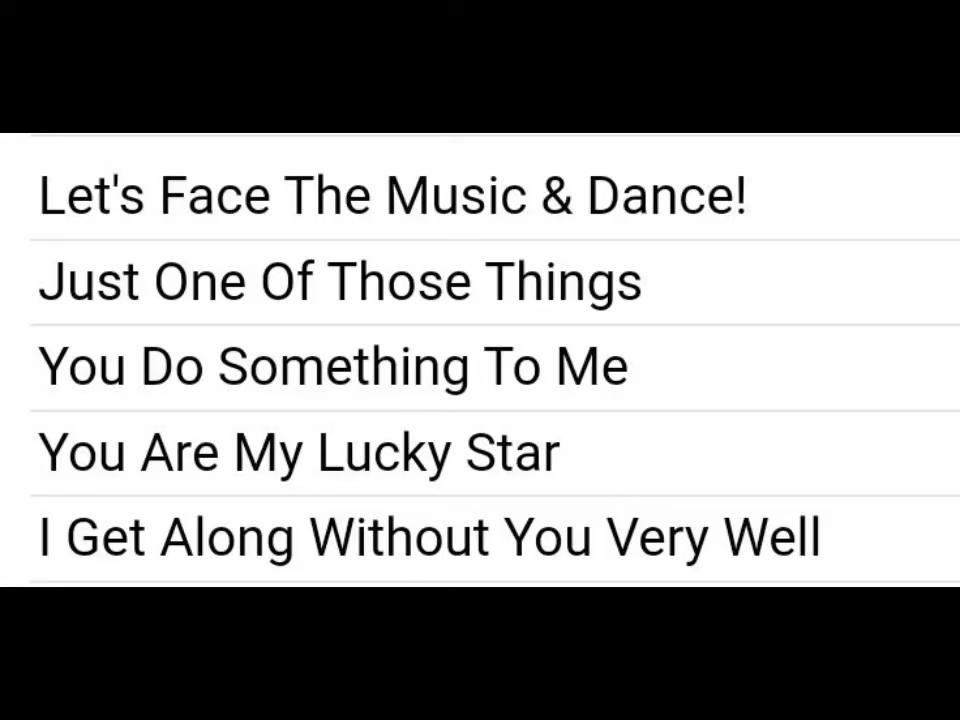 Let's Face The Music & Dance!
Just One Of Those Things
You Do Something To Me
You Are My Lucky Star
I Get Along Without You Very Well